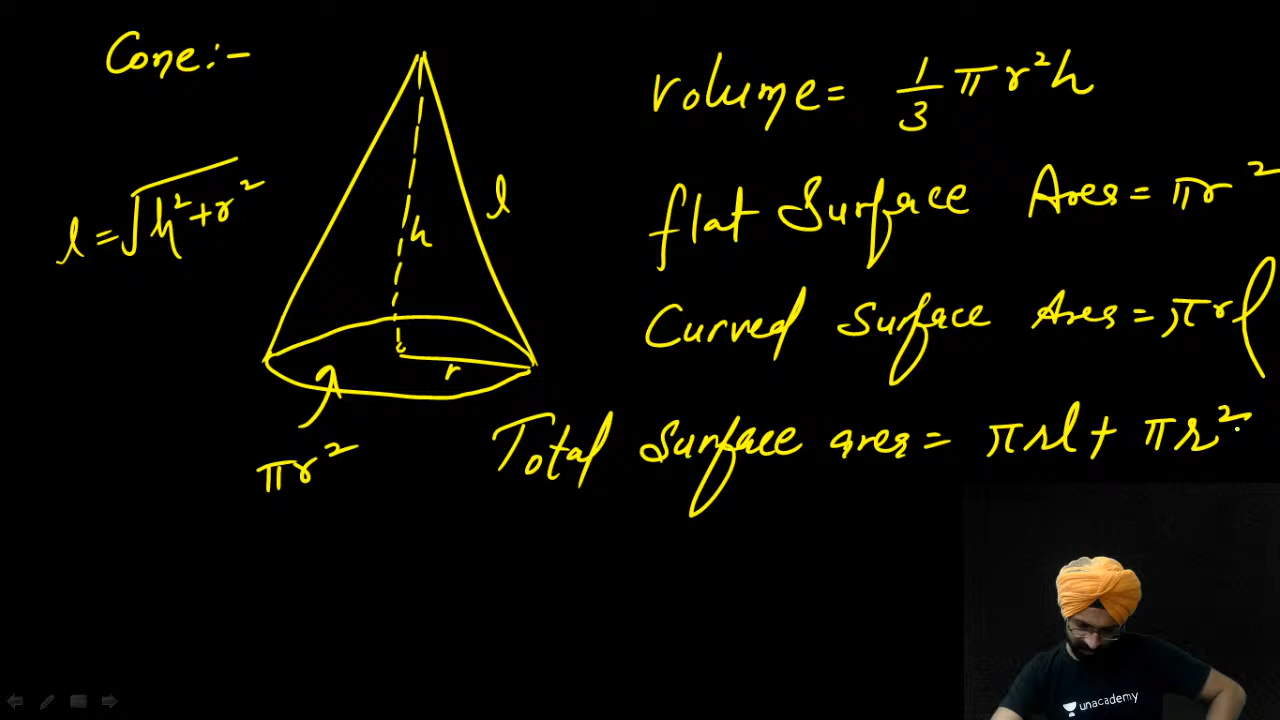 Cone:-
volume = 1/3 πr²h
l = √h²+r²
l
h
flat Surface Area = πr²
Curved Surface Area = πrl
r
πr²
Total Surface area = πrl + πr²
unacademy